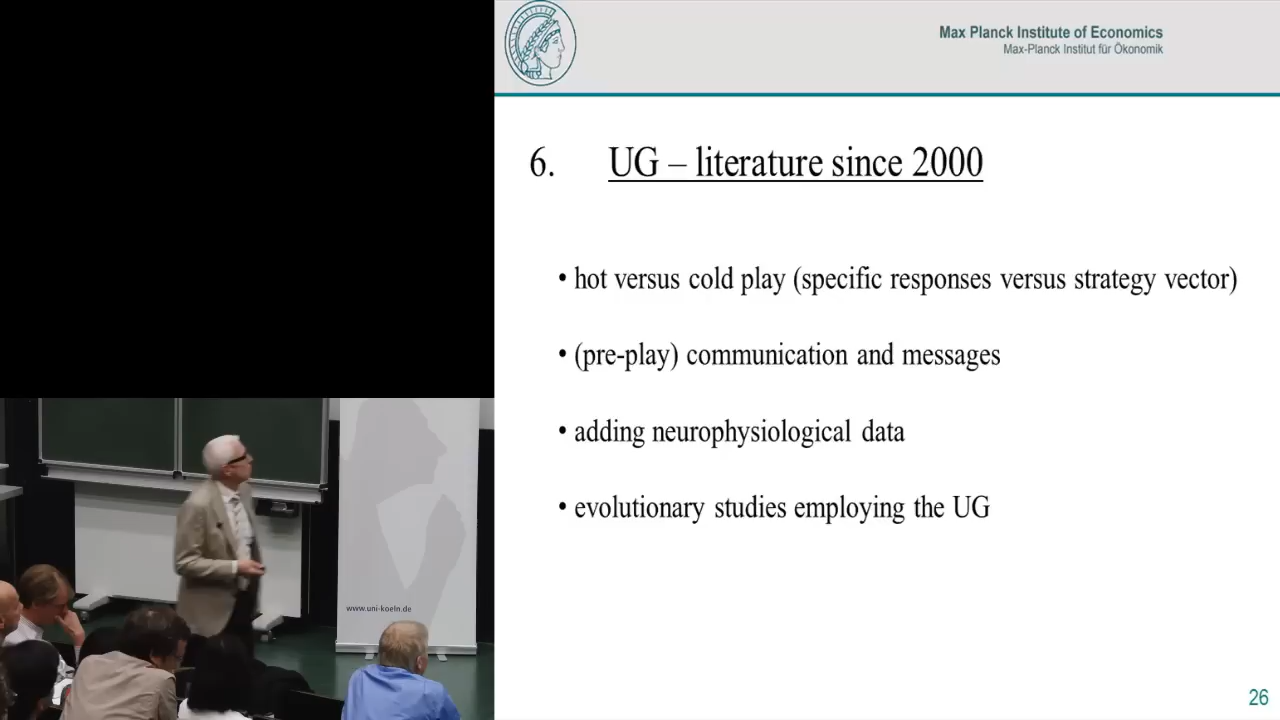 Max Planck Institute of Economics
Max-Planck Institut für Ökonomik
6. UG – literature since 2000
• hot versus cold play (specific responses versus strategy vector)
• (pre-play) communication and messages
• adding neurophysiological data
• evolutionary studies employing the UG
www.uni-koeln.de
26